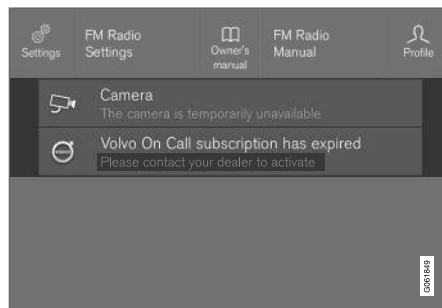 Settings
FM Radio
Settings
Owner's
manual
FM Radio
Manual
Profile
Camera
The camera is temporarily unavailable
Volvo On Call subscription has expired
Please contact your dealer to activate
G061849